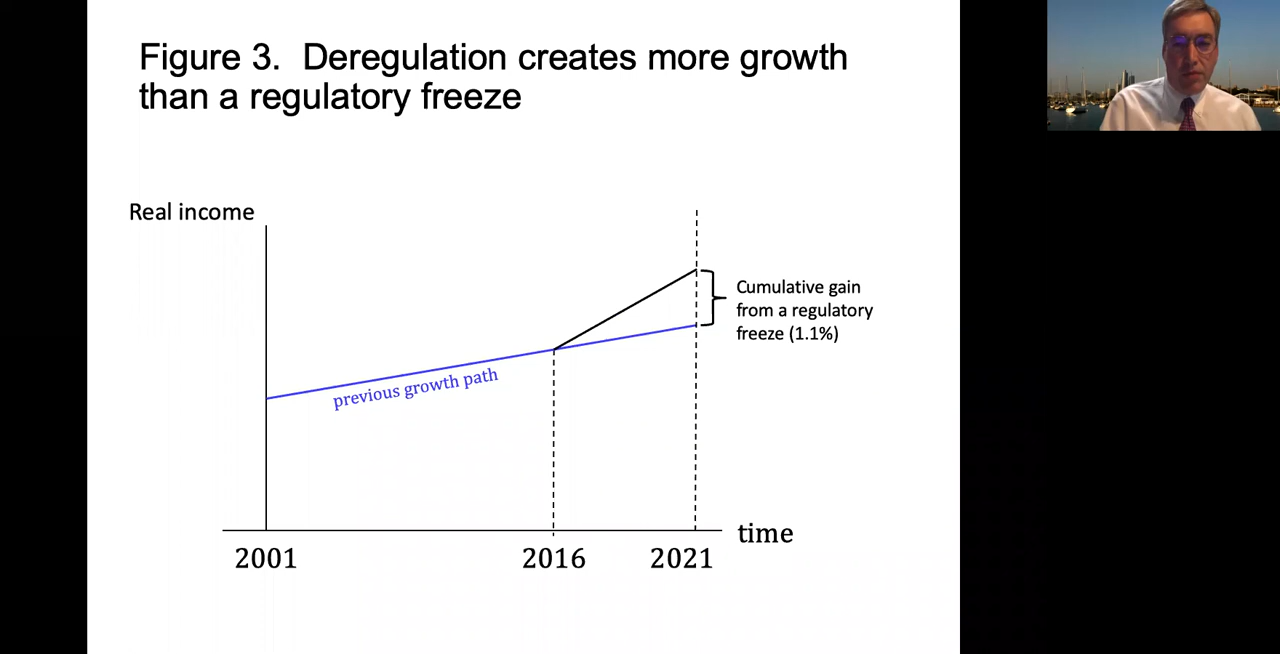 Figure 3. Deregulation creates more growth
than a regulatory freeze
Real income
Cumulative gain
from a regulatory
freeze (1.1%)
previous growth path
time
2001
2016
2021